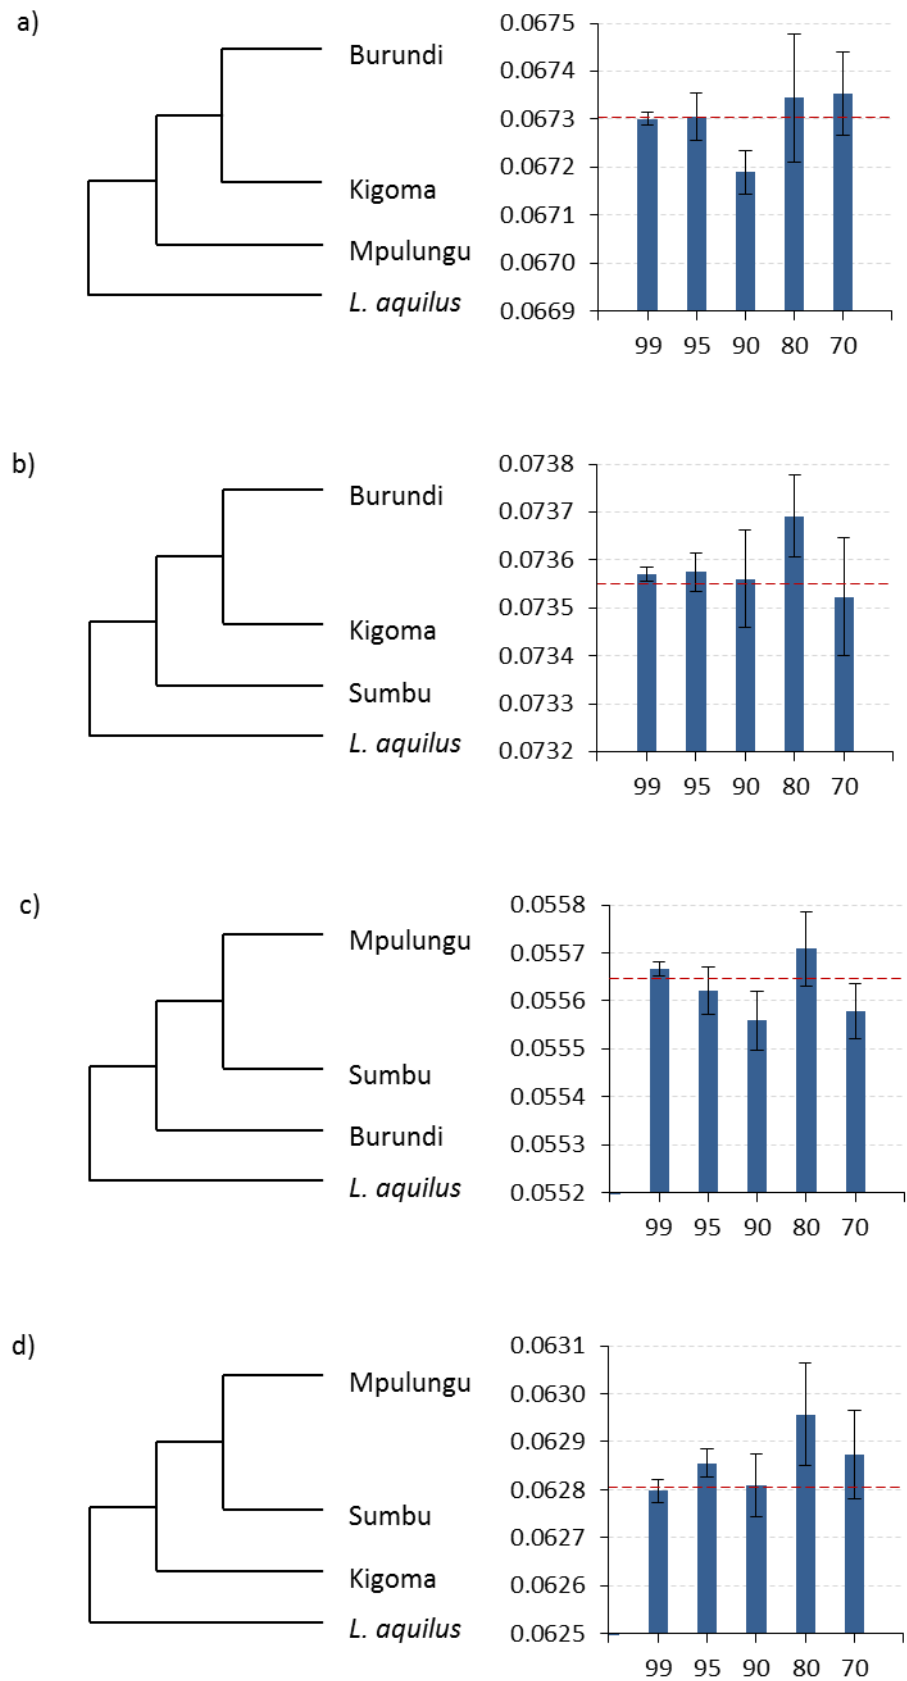 a)
Burundi
Kigoma
Mpulungu
L. aquilus
0.0675
0.0674
0.0673
0.0672
0.0671
0.0670
0.0669
99 95 90 80 70
b)
Burundi
Kigoma
Sumbu
L. aquilus
0.0738
0.0737
0.0736
0.0735
0.0734
0.0733
0.0732
99 95 90 80 70
c)
Mpulungu
Sumbu
Burundi
L. aquilus
0.0558
0.0557
0.0556
0.0555
0.0554
0.0553
0.0552
99 95 90 80 70
d)
Mpulungu
Sumbu
Kigoma
L. aquilus
0.0631
0.0630
0.0629
0.0628
0.0627
0.0626
0.0625
99 95 90 80 70